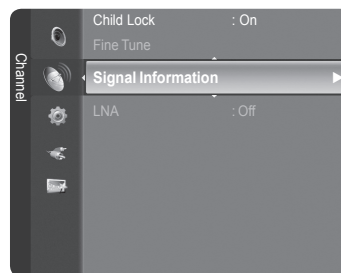 Channel
Child Lock : On
Fine Tune
Signal Information
LNA : Off